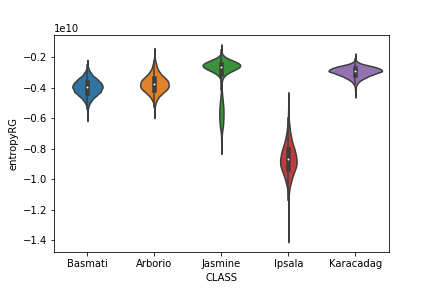 1e10
−0.2
−0.4
−0.6
−0.8
−1.0
−1.2
−1.4
entropyRG
Basmati Arborio Jasmine Ipsala Karacadag
CLASS